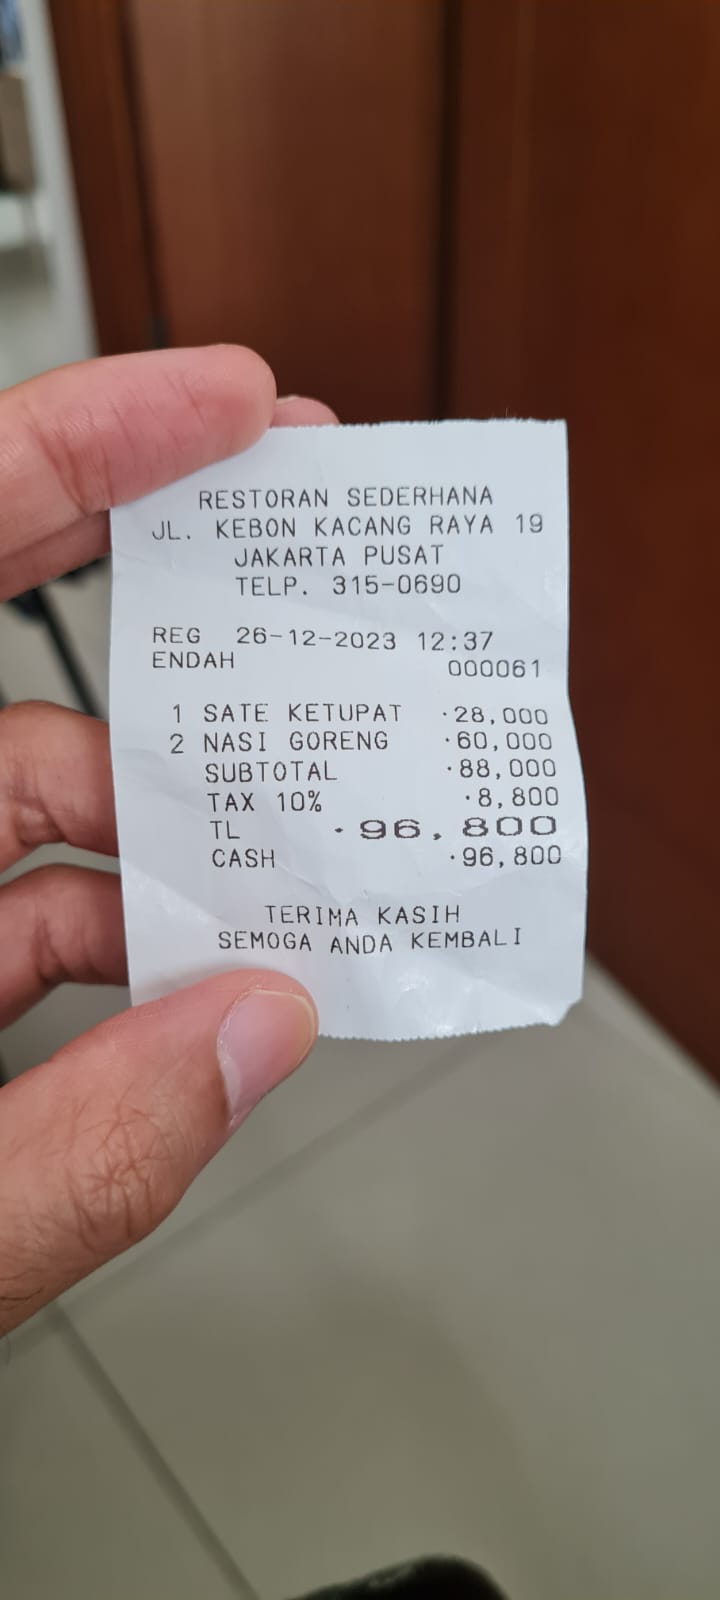 RESTORAN SEDERHANA
JL. KEBON KACANG RAYA 19
JAKARTA PUSAT
TELP. 315-0690
REG 26-12-2023 12:37
ENDAH 000061
1 SATE KETUPAT ·28,000
2 NASI GORENG ·60,000
SUBTOTAL ·88,000
TAX 10% ·8,800
TL ·96,800
CASH ·96,800
TERIMA KASIH
SEMOGA ANDA KEMBALI